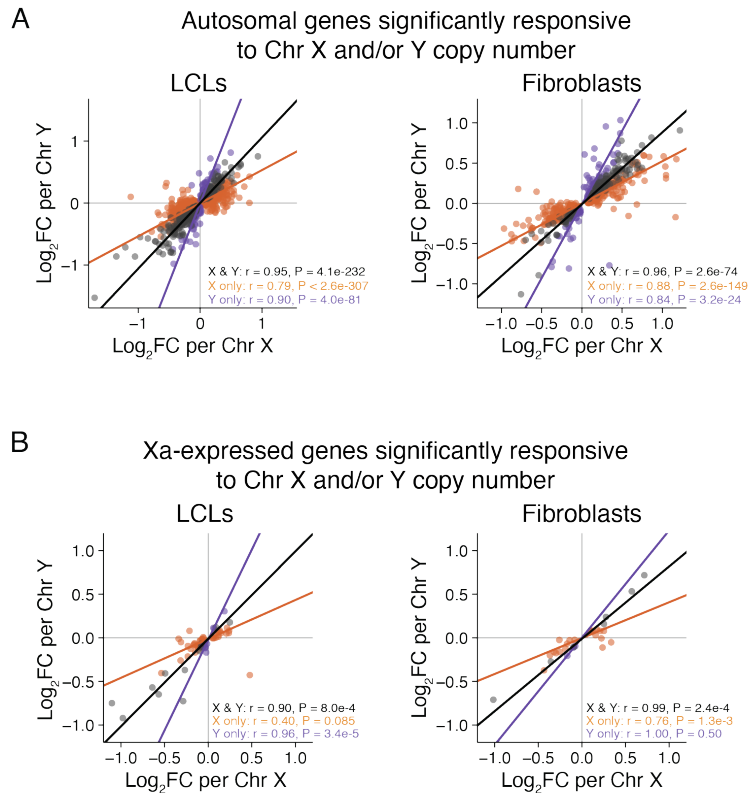 A
Autosomal genes significantly responsive
to Chr X and/or Y copy number
LCLs
Log2FC per Chr Y
1
0
−1
X & Y: r = 0.95, P = 4.1e-232
X only: r = 0.79, P < 2.6e-307
Y only: r = 0.90, P = 4.0e-81
−1
0
1
Log2FC per Chr X
Fibroblasts
Log2FC per Chr Y
1.0
0.5
0.0
−0.5
−1.0
X & Y: r = 0.96, P = 2.6e-74
X only: r = 0.88, P = 2.6e-149
Y only: r = 0.84, P = 3.2e-24
−1.0
−0.5
0.0
0.5
1.0
Log2FC per Chr X
B
Xa-expressed genes significantly responsive
to Chr X and/or Y copy number
LCLs
Log2FC per Chr Y
1.0
0.5
0.0
−0.5
−1.0
X & Y: r = 0.90, P = 8.0e-4
X only: r = 0.40, P = 0.085
Y only: r = 0.96, P = 3.4e-5
−1.0
−0.5
0.0
0.5
1.0
Log2FC per Chr X
Fibroblasts
Log2FC per Chr Y
1.0
0.5
0.0
−0.5
−1.0
X & Y: r = 0.99, P = 2.4e-4
X only: r = 0.76, P = 1.3e-3
Y only: r = 1.00, P = 0.50
−1.0
−0.5
0.0
0.5
1.0
Log2FC per Chr X